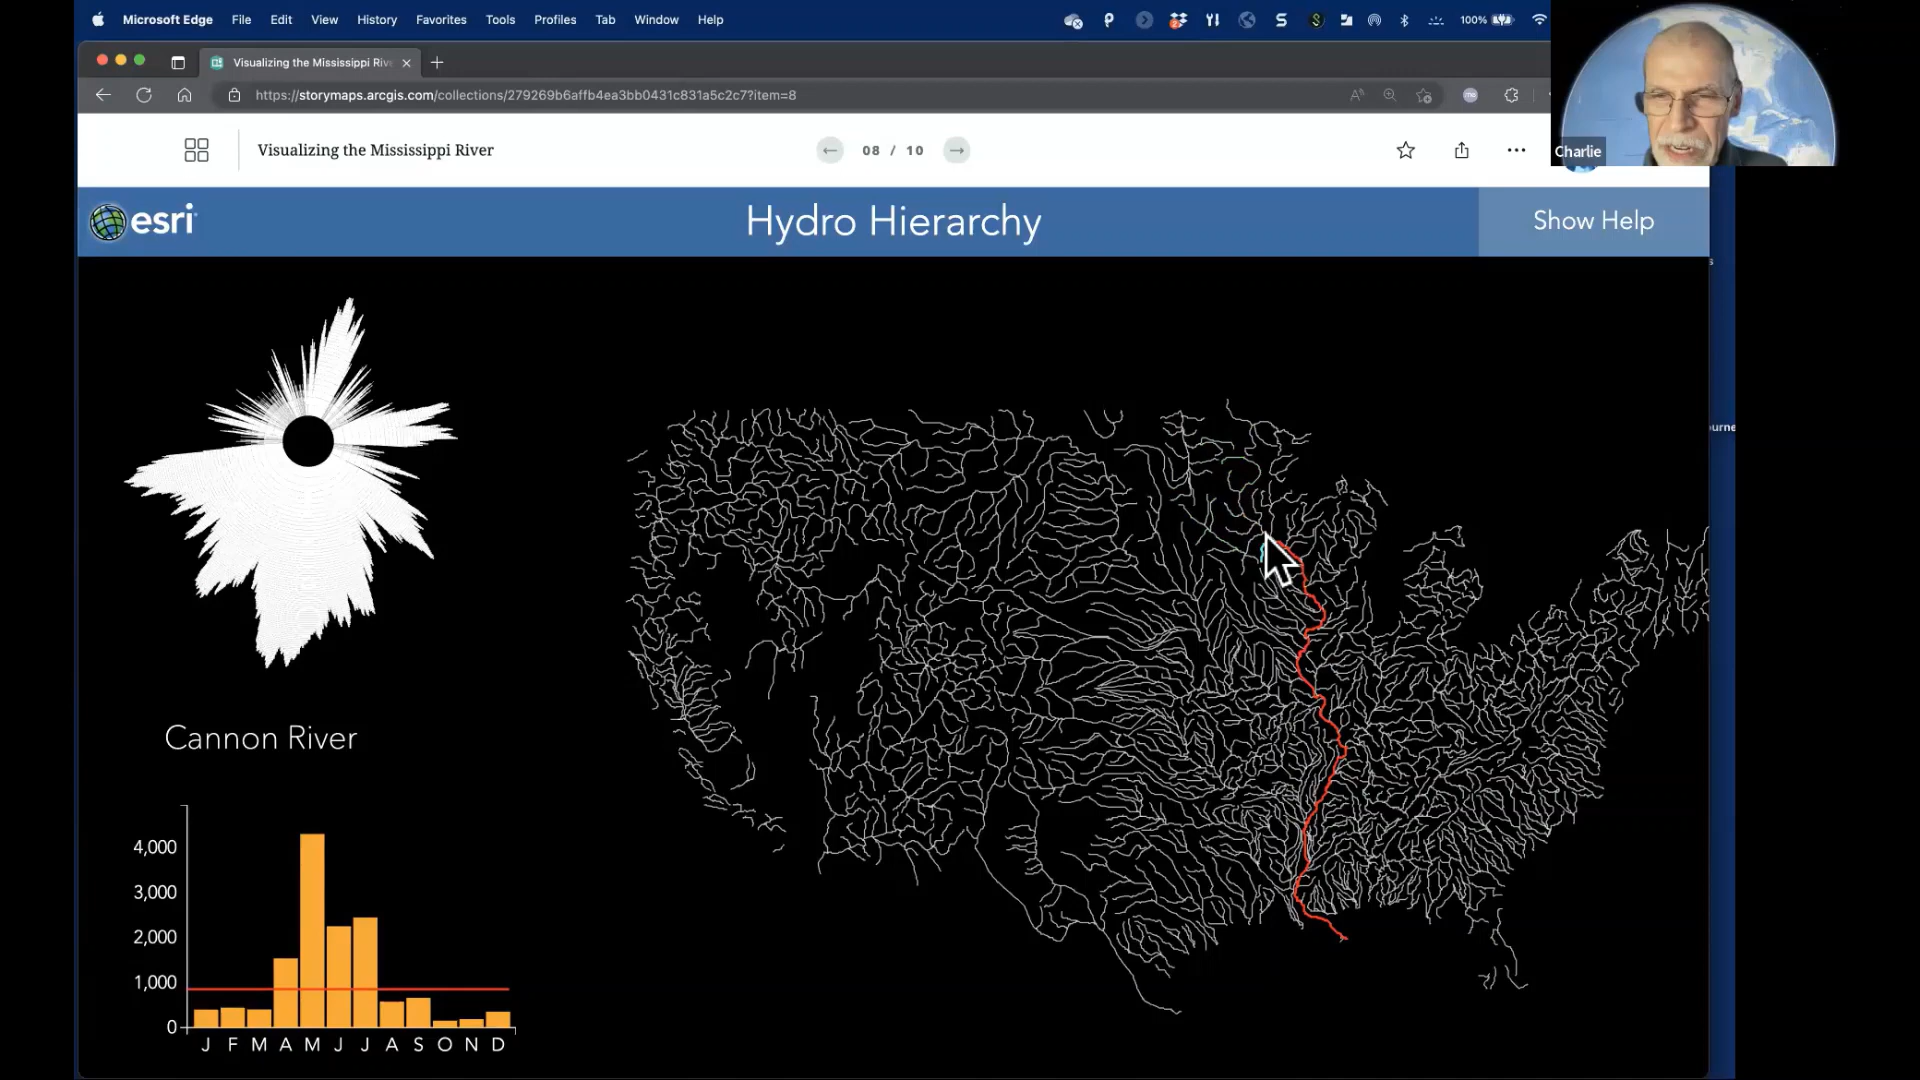 Microsoft Edge File Edit View History Favorites Tools Profiles Tab Window Help
100%
Visualizing the Mississippi Riv
https://storymaps.arcgis.com/collections/279269b6affb4ea3bb0431c831a5c2c7?item=8
Visualizing the Mississippi River
08 / 10
Charlie
esri
Hydro Hierarchy
Show Help
s
urne
Cannon River
4,000
3,000
2,000
1,000
0
J F M A M J J A S O N D